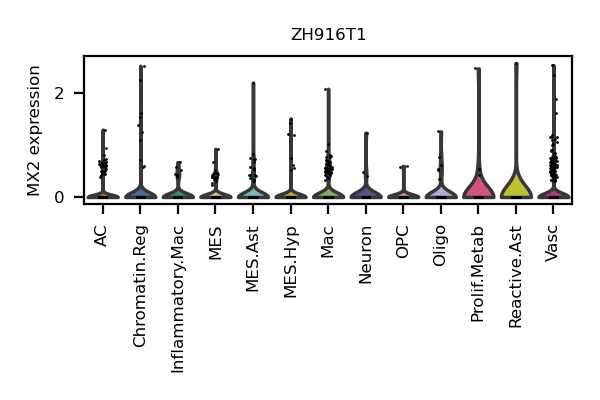 ZH916T1
MX2 expression
2
0
AC
Chromatin.Reg
Inflammatory.Mac
MES
MES.Ast
MES.Hyp
Mac
Neuron
OPC
Oligo
Prolif.Metab
Reactive.Ast
Vasc